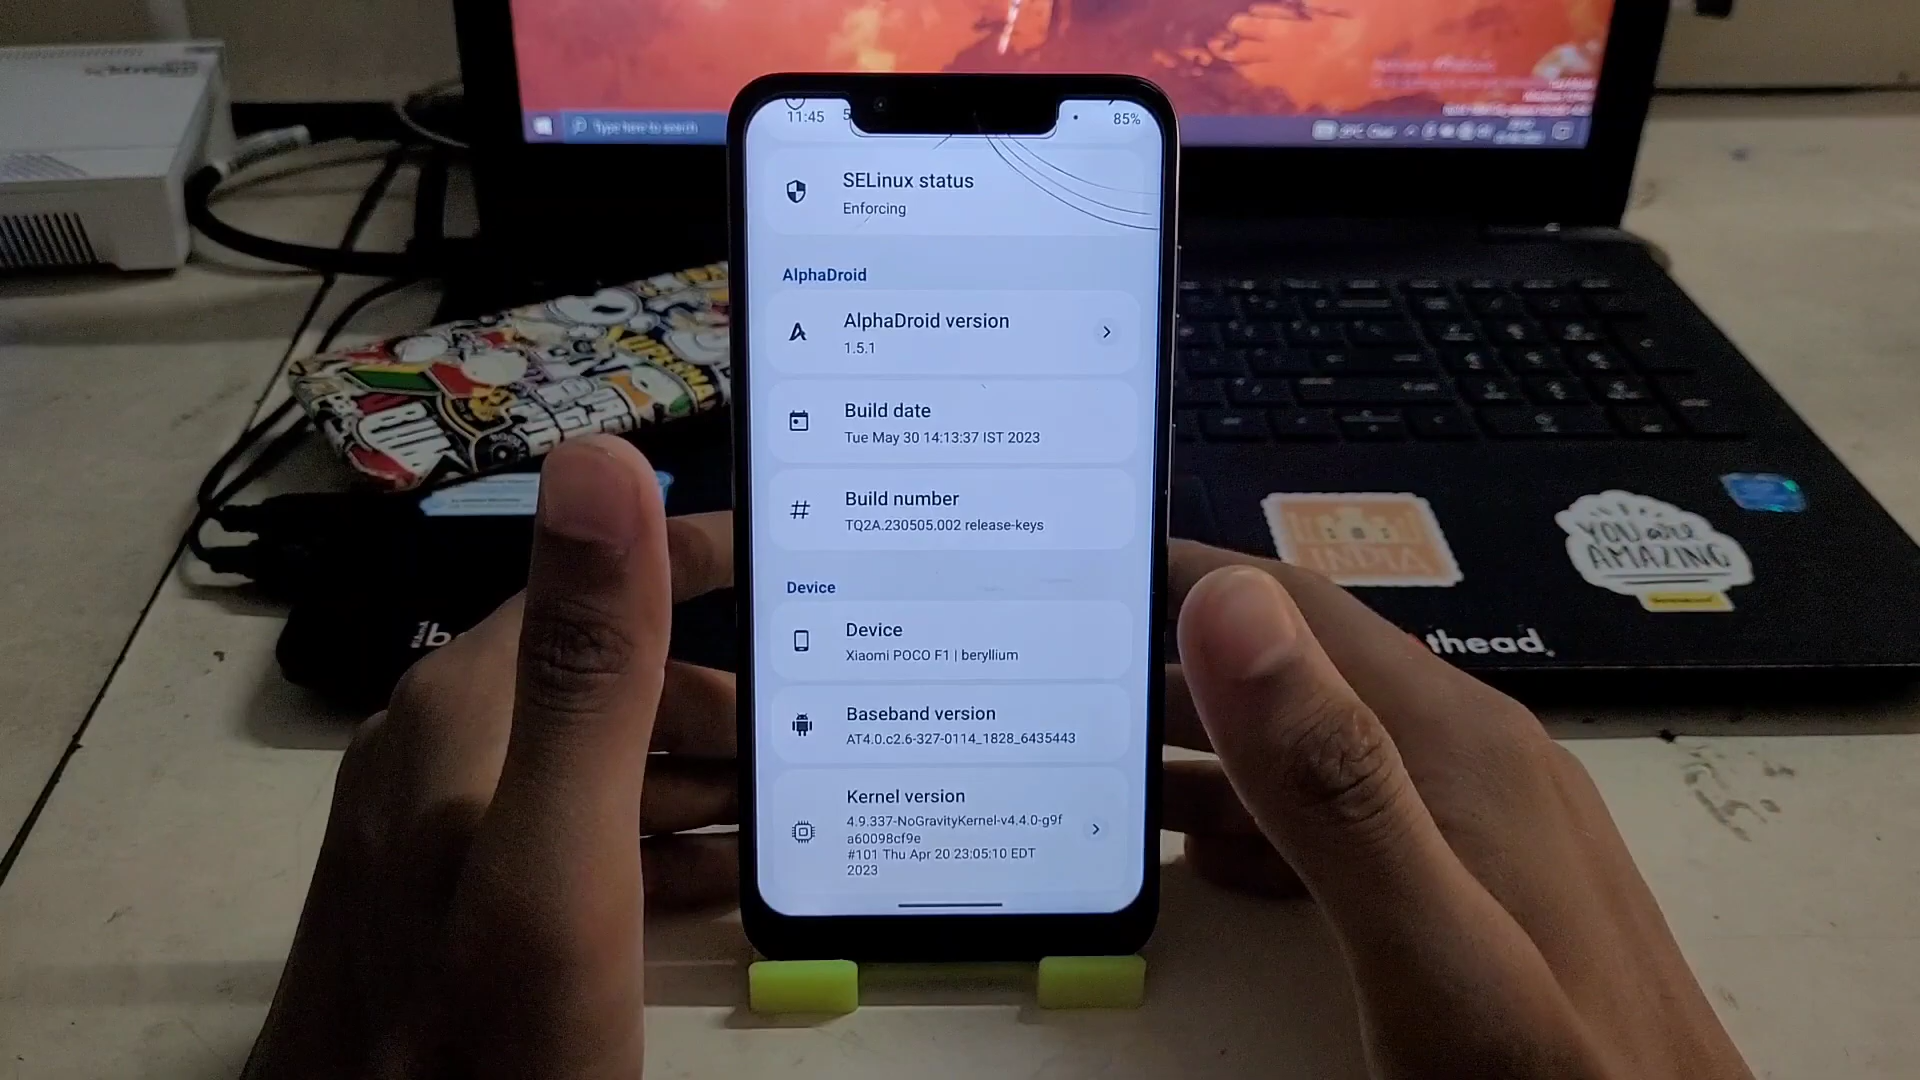 Type here to search
11:45
85%
SELinux status
Enforcing
AlphaDroid
AlphaDroid version
1.5.1
Build date
Tue May 30 14:13:37 IST 2023
Build number
TQ2A.230505.002 release-keys
Device
Device
Xiaomi POCO F1 | beryllium
Baseband version
AT4.0.c2.6-327-0114_1828_6435443
Kernel version
4.9.337-NoGravityKernel-v4.4.0-g9f
a60098cf9e
#101 Thu Apr 20 23:05:10 EDT
2023
INDIA
YOU are
AMAZING
thead